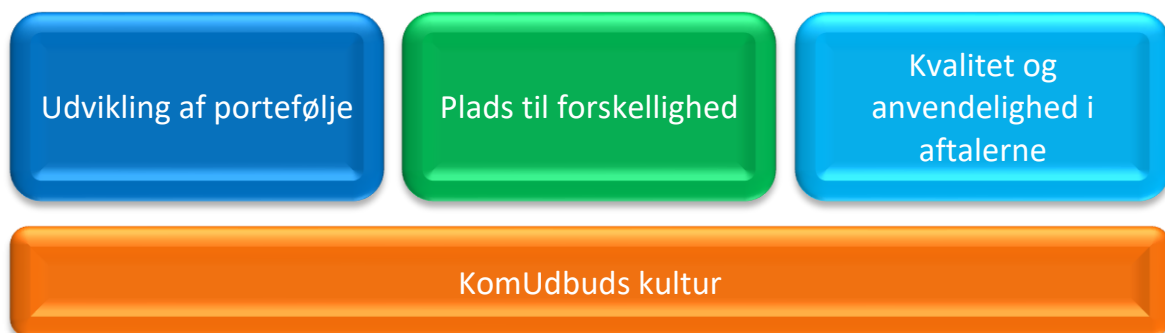 Udvikling af portefølje
Plads til forskellighed
Kvalitet og
anvendelighed i
aftalerne
KomUdbuds kultur